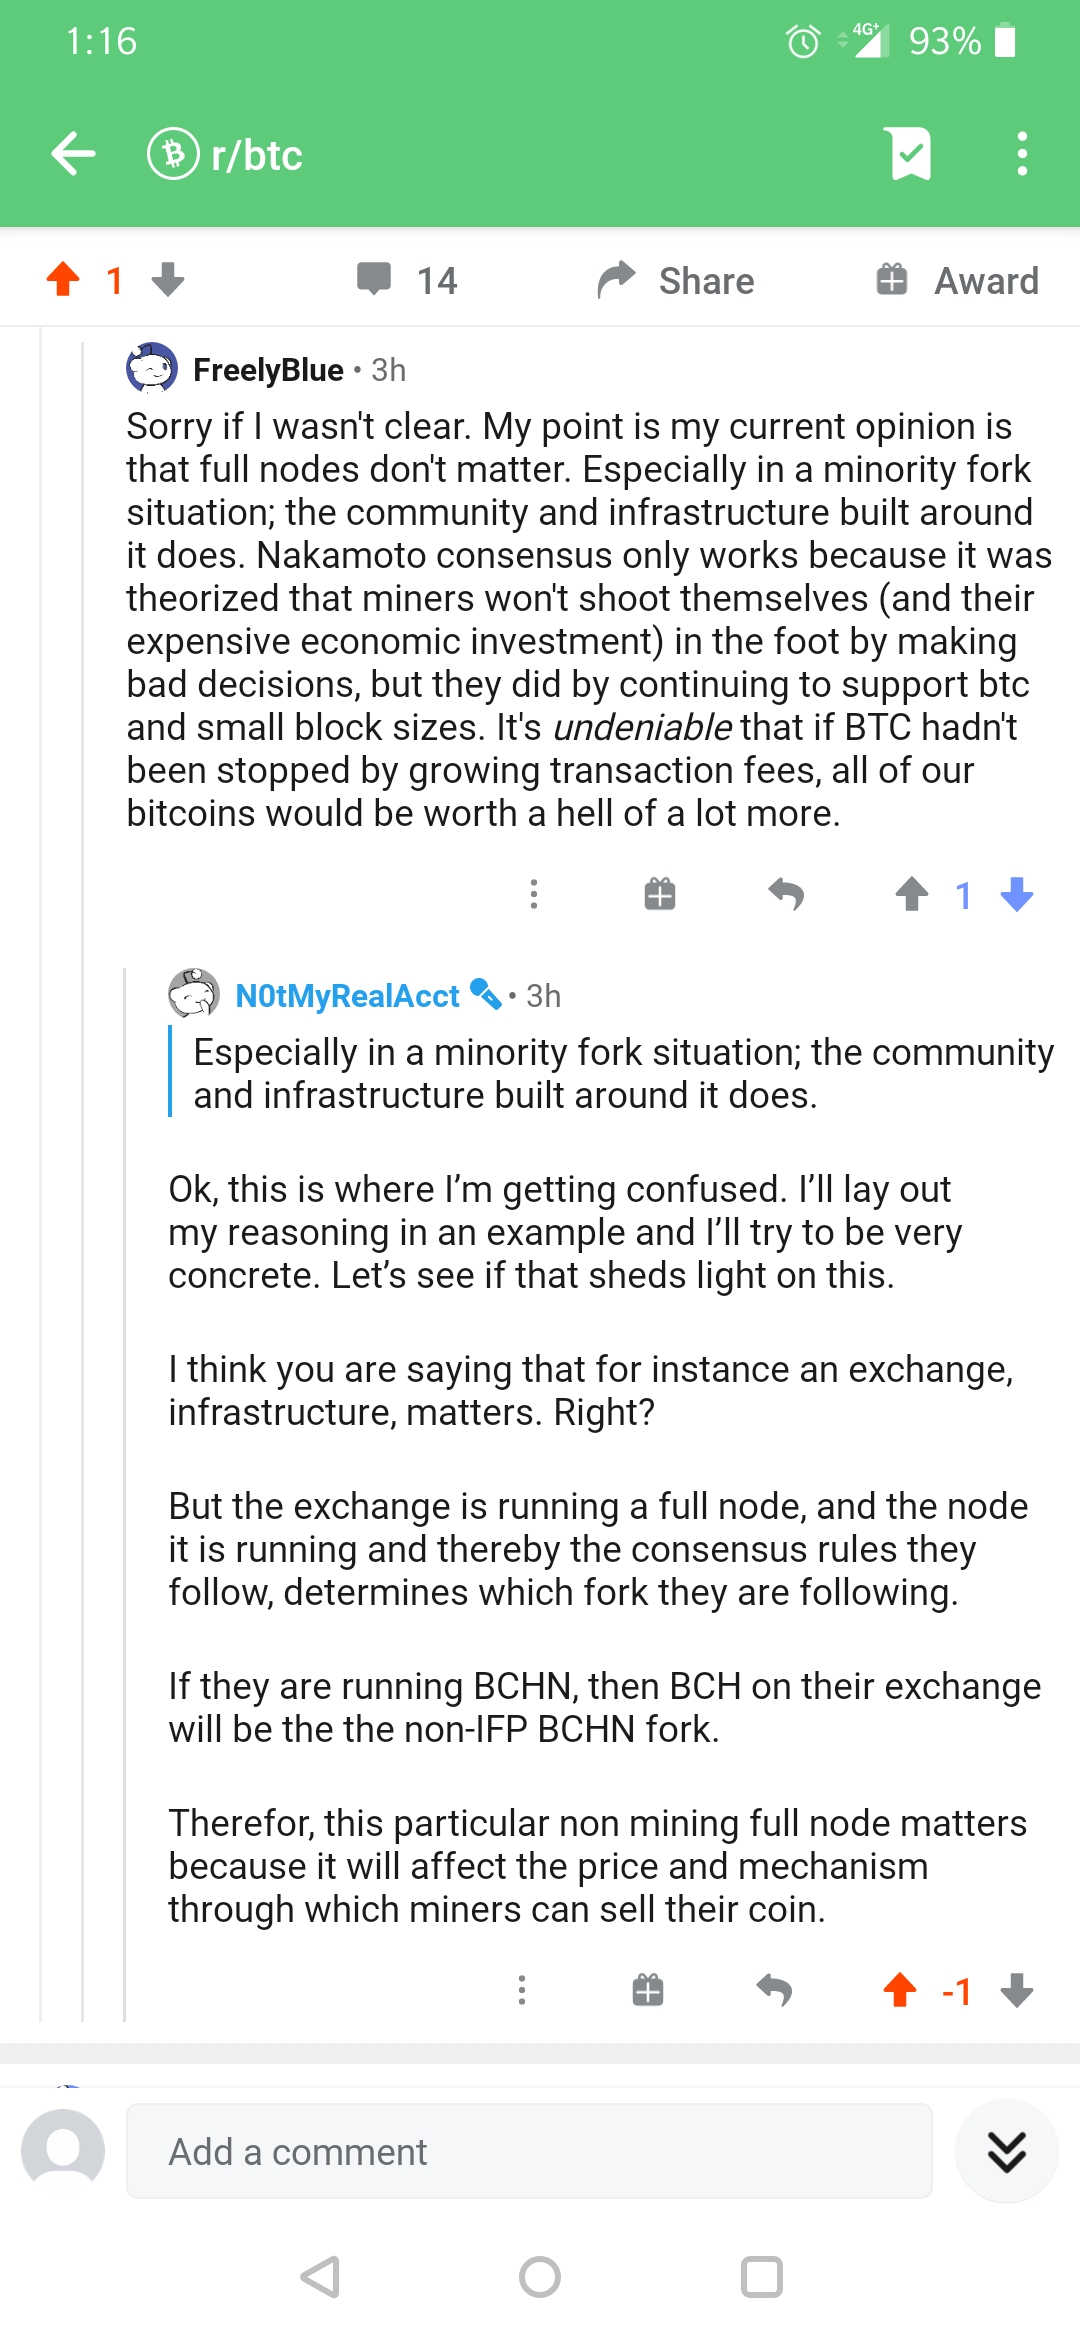 1:16
4G+ 93%
r/btc
1
14
Share
Award
FreelyBlue • 3h
Sorry if I wasn't clear. My point is my current opinion is
that full nodes don't matter. Especially in a minority fork
situation; the community and infrastructure built around
it does. Nakamoto consensus only works because it was
theorized that miners won't shoot themselves (and their
expensive economic investment) in the foot by making
bad decisions, but they did by continuing to support btc
and small block sizes. It's undeniable that if BTC hadn't
been stopped by growing transaction fees, all of our
bitcoins would be worth a hell of a lot more.
1
N0tMyRealAcct • 3h
Especially in a minority fork situation; the community
and infrastructure built around it does.
Ok, this is where I’m getting confused. I’ll lay out
my reasoning in an example and I’ll try to be very
concrete. Let’s see if that sheds light on this.
I think you are saying that for instance an exchange,
infrastructure, matters. Right?
But the exchange is running a full node, and the node
it is running and thereby the consensus rules they
follow, determines which fork they are following.
If they are running BCHN, then BCH on their exchange
will be the the non-IFP BCHN fork.
Therefor, this particular non mining full node matters
because it will affect the price and mechanism
through which miners can sell their coin.
-1
Add a comment